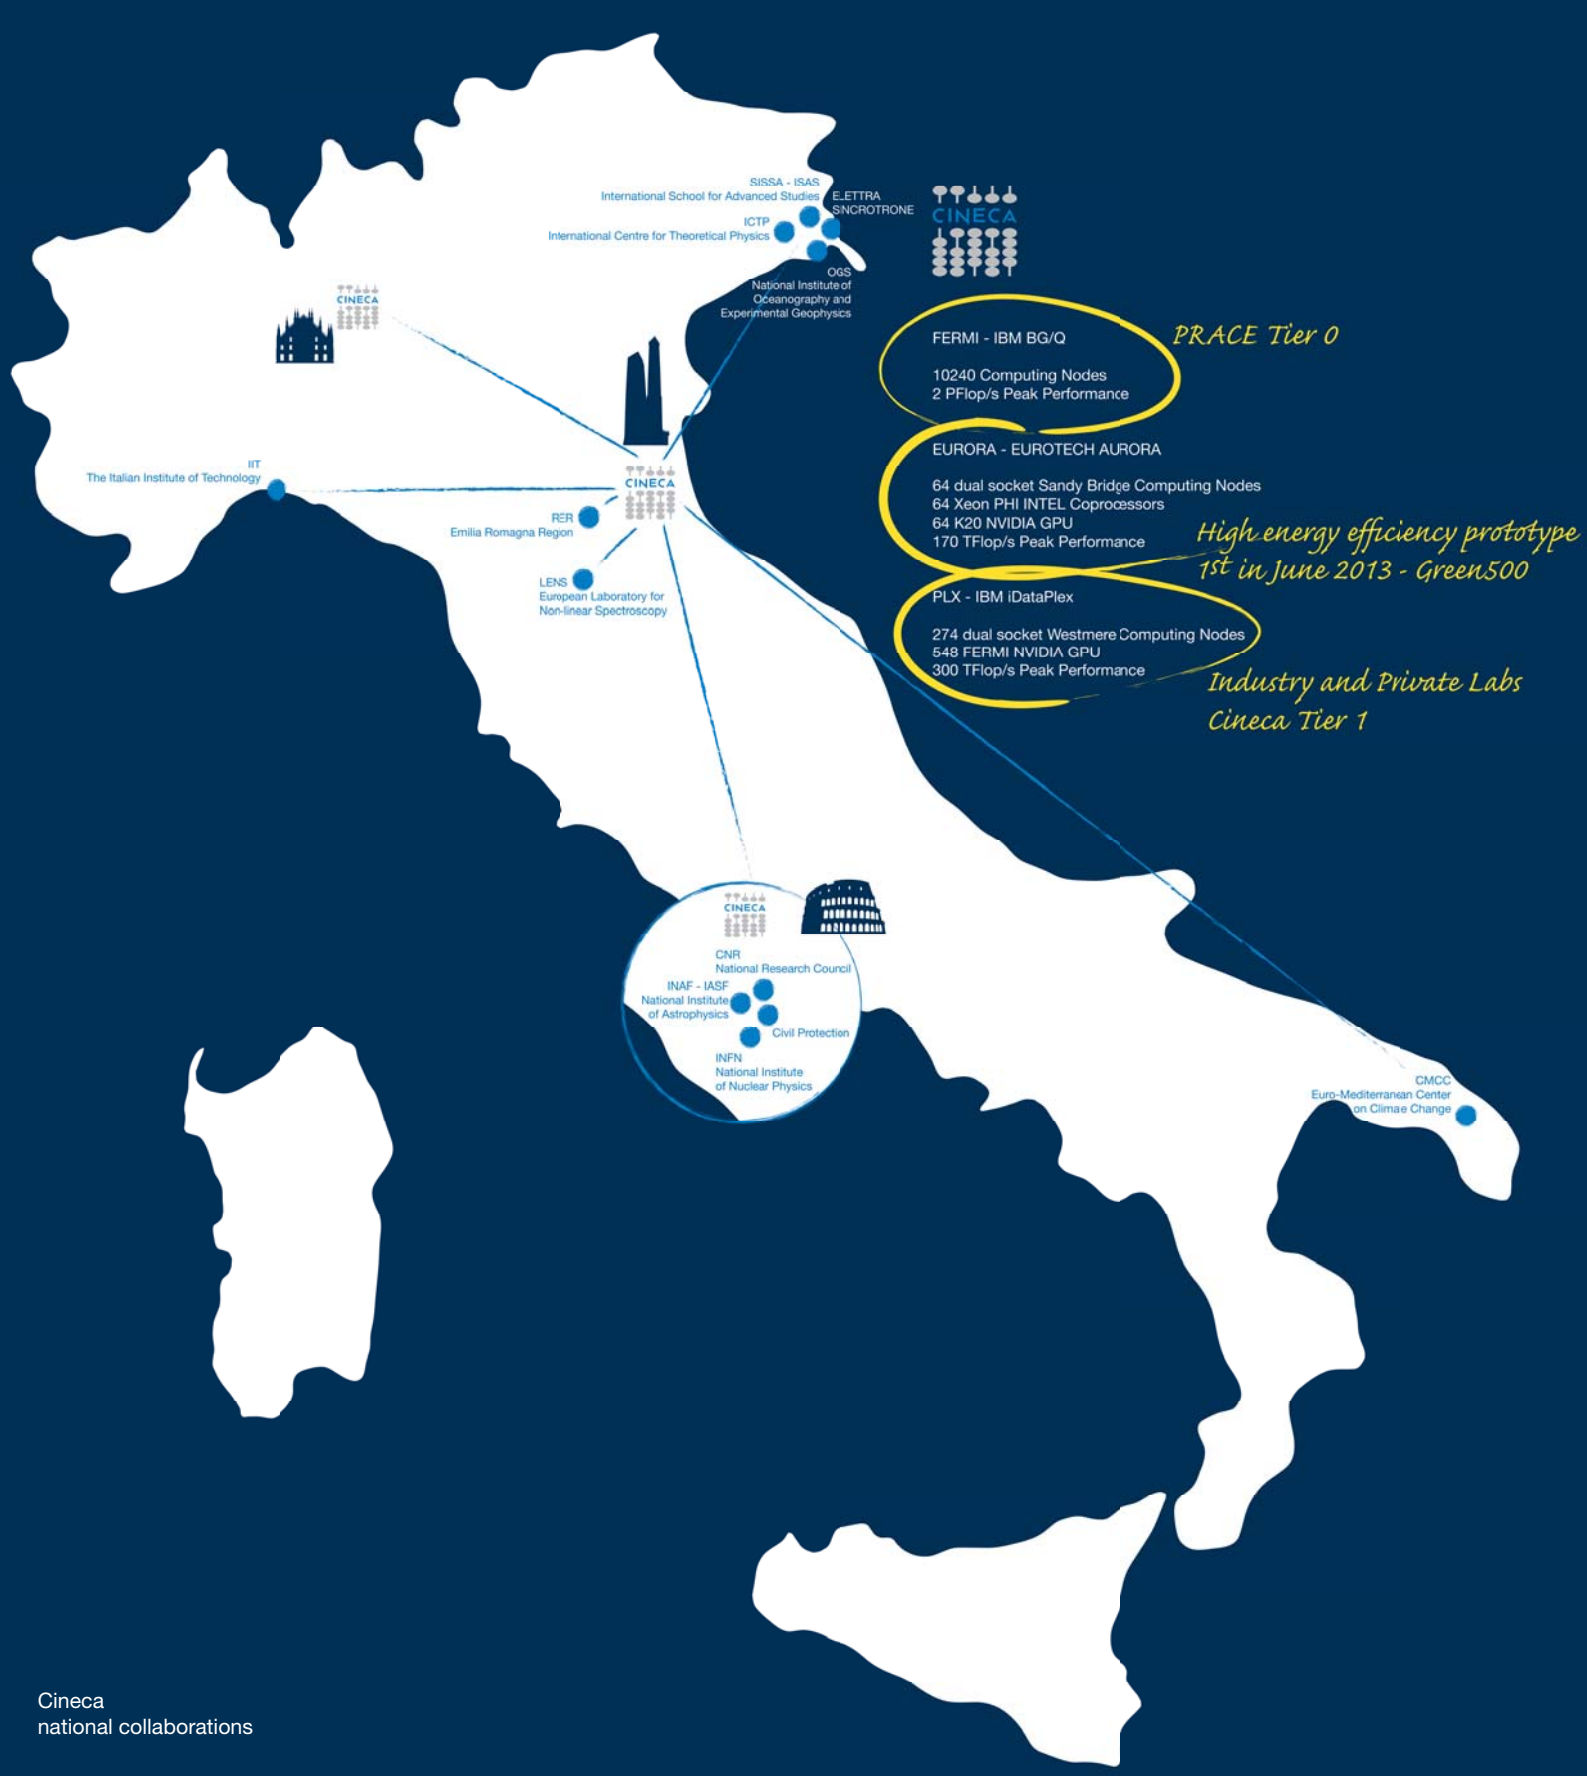 SISSA - ISAS
International School for Advanced Studies
ELETTRA
SINCROTRONE
ICTP
International Centre for Theoretical Physics
OGS
National Institute of
Oceanography and
Experimental Geophysics
CINECA
CINECA
FERMI - IBM BG/Q
10240 Computing Nodes
2 PFlop/s Peak Performance
PRACE Tier 0
EURORA - EUROTECH AURORA
64 dual socket Sandy Bridge Computing Nodes
64 Xeon PHI INTEL Coprocessors
64 K20 NVIDIA GPU
170 TFlop/s Peak Performance
High energy efficiency prototype
1st in June 2013 - Green500
PLX - IBM iDataPlex
274 dual socket Westmere Computing Nodes
548 FERMI NVIDIA GPU
300 TFlop/s Peak Performance
Industry and Private Labs
Cineca Tier 1
IIT
The Italian Institute of Technology
CINECA
RER
Emilia Romagna Region
LENS
European Laboratory for
Non-linear Spectroscopy
CINECA
CNR
National Research Council
INAF - IASF
National Institute
of Astrophysics
Civil Protection
INFN
National Institute
of Nuclear Physics
CMCC
Euro-Mediterranean Center
on Climae Change
Cineca
national collaborations